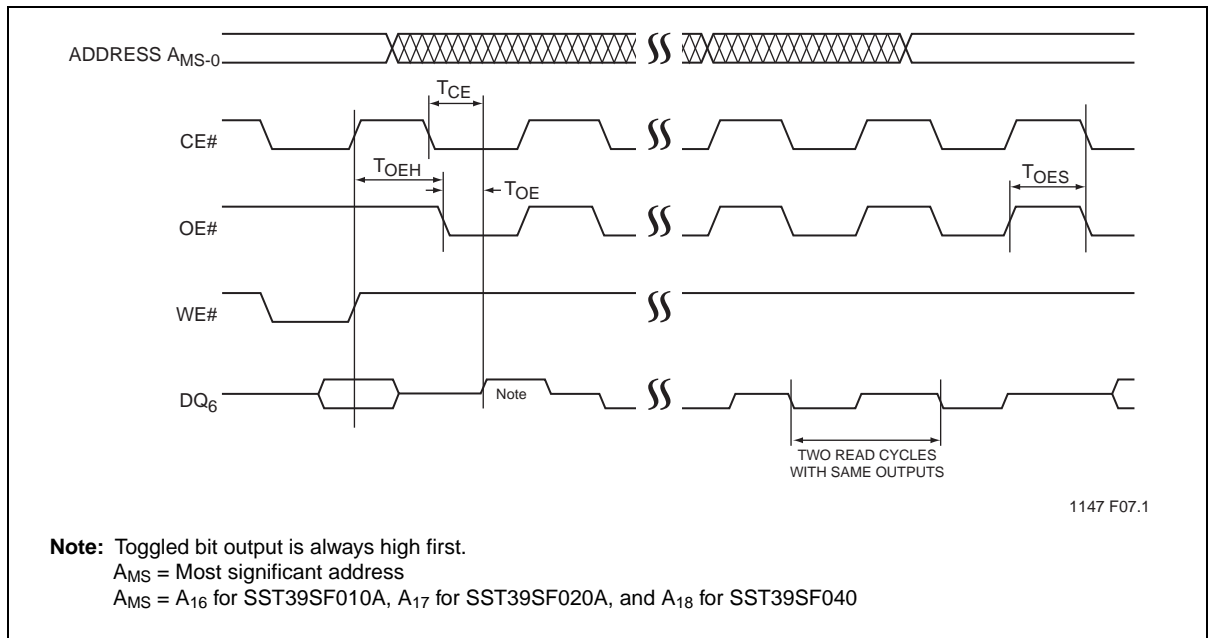 ADDRESS AMS-0
TCE
CE#
TOEH
TOE
TOES
OE#
WE#
DQ6
Note
TWO READ CYCLES
WITH SAME OUTPUTS
1147 F07.1
Note: Toggled bit output is always high first.
AMS = Most significant address
AMS = A16 for SST39SF010A, A17 for SST39SF020A, and A18 for SST39SF040